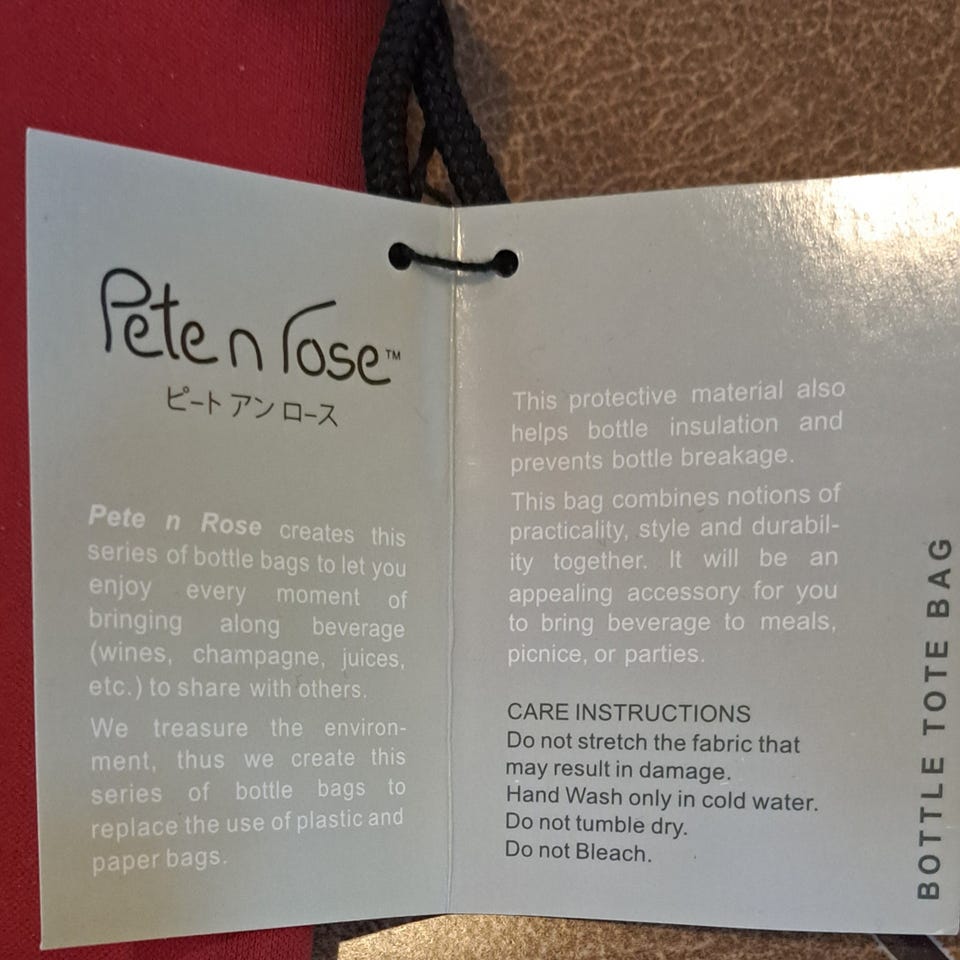 Pete n rose™
ピート アン ロース
Pete n Rose creates this
series of bottle bags to let you
enjoy every moment of
bringing along beverage
(wines, champagne, juices,
etc.) to share with others.
We treasure the environ-
ment, thus we create this
series of bottle bags to
replace the use of plastic and
paper bags.
This protective material also
helps bottle insulation and
prevents bottle breakage.
This bag combines notions of
practicality, style and durabil-
ity together. It will be an
appealing accessory for you
to bring beverage to meals,
picnice, or parties.
CARE INSTRUCTIONS
Do not stretch the fabric that
may result in damage.
Hand Wash only in cold water.
Do not tumble dry.
Do not Bleach.
BOTTLE TOTE BAG